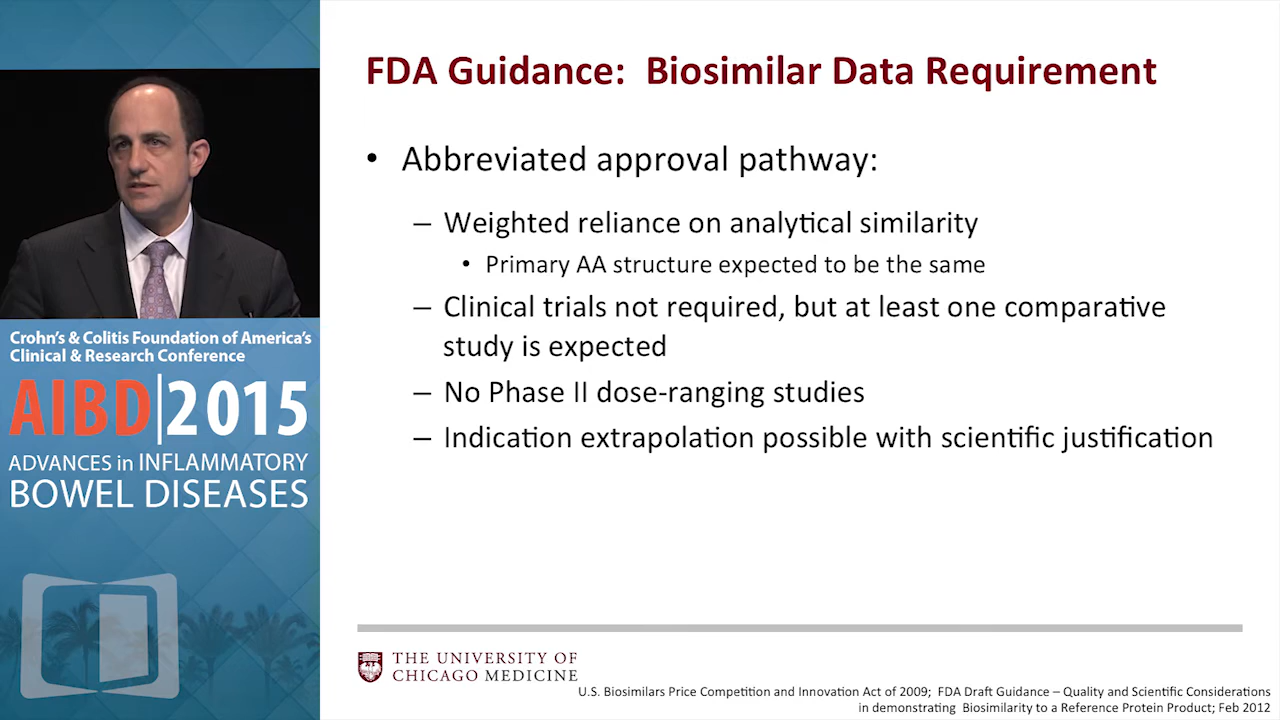 FDA Guidance: Biosimilar Data Requirement
• Abbreviated approval pathway:
– Weighted reliance on analytical similarity
• Primary AA structure expected to be the same
– Clinical trials not required, but at least one comparative
study is expected
– No Phase II dose-ranging studies
– Indication extrapolation possible with scientific justification
Crohn's & Colitis Foundation of America's
Clinical & Research Conference
AIBD|2015
ADVANCES in INFLAMMATORY
BOWEL DISEASES
THE UNIVERSITY OF
CHICAGO MEDICINE
U.S. Biosimilars Price Competition and Innovation Act of 2009; FDA Draft Guidance – Quality and Scientific Considerations
in demonstrating Biosimilarity to a Reference Protein Product; Feb 2012